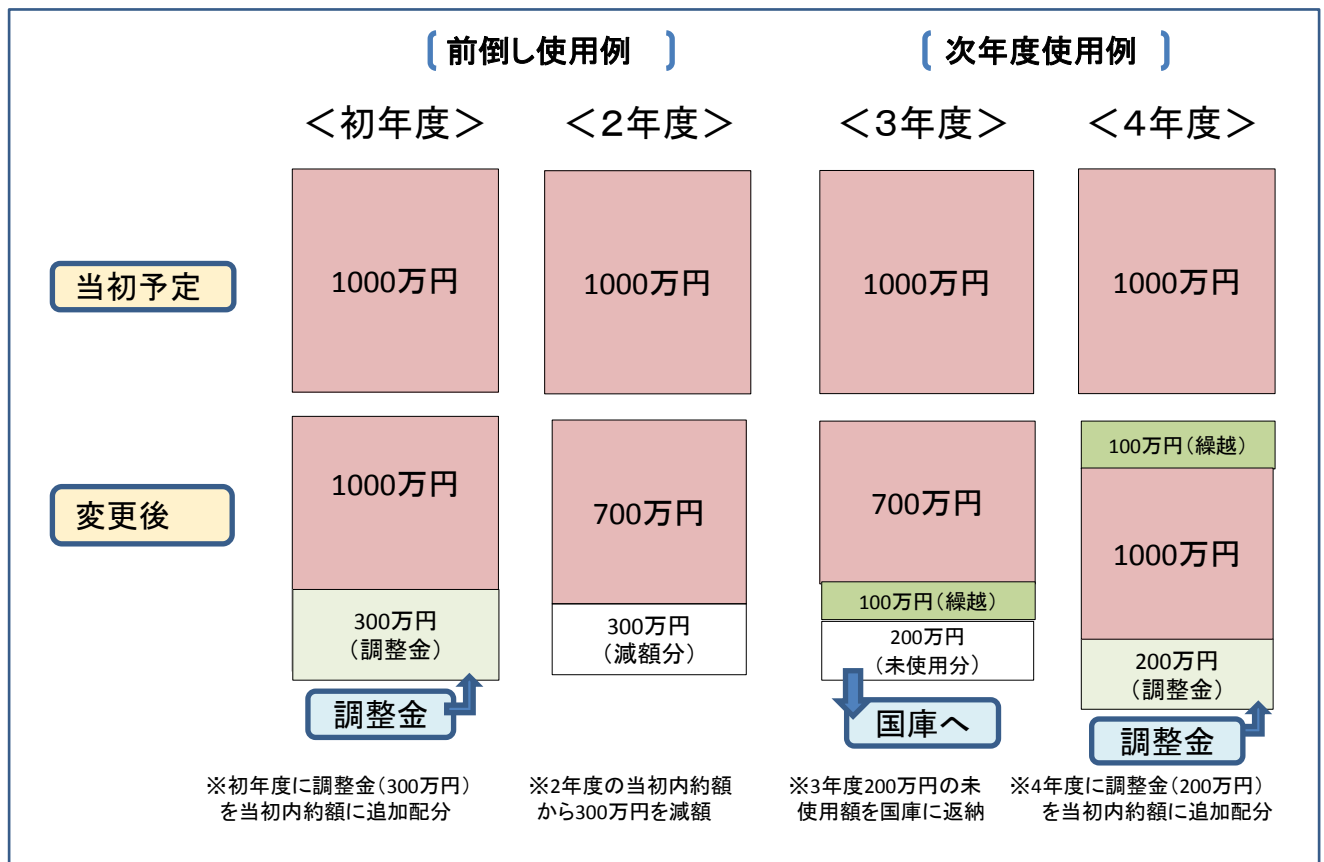 ［前倒し使用例］
［次年度使用例］
＜初年度＞
＜２年度＞
＜３年度＞
＜４年度＞
当初予定
1000万円
1000万円
1000万円
1000万円
変更後
1000万円
300万円
（調整金）
調整金
700万円
300万円
（減額分）
700万円
100万円（繰越）
200万円
（未使用分）
国庫へ
100万円（繰越）
1000万円
200万円
（調整金）
調整金
※初年度に調整金（300万円）
を当初内約額に追加配分
※2年度の当初内約額
から300万円を減額
※3年度200万円の未
使用額を国庫に返納
※4年度に調整金（200万円）
を当初内約額に追加配分